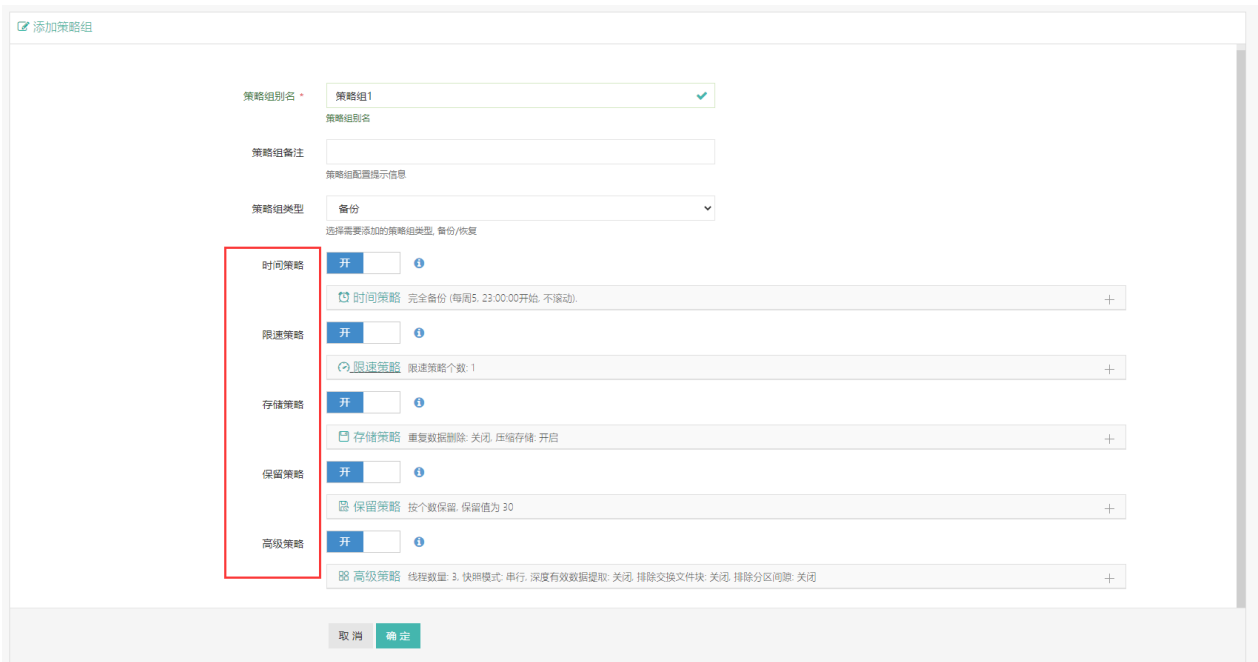 添加策略组
策略组别名 * 策略组1
策略组别名
策略组备注
策略组配置提示信息
策略组类型 备份
选择需要添加的策略组类型, 备份/恢复
时间策略 开
时间策略 完全备份 (每周5, 23:00:00开始, 不滚动).
限速策略 开
限速策略 限速策略个数: 1
存储策略 开
存储策略 重复数据删除: 关闭, 压缩存储: 开启
保留策略 开
保留策略 按个数保留, 保留值为 30
高级策略 开
高级策略 线程数量: 3, 快照模式: 串行, 深度有效数据提取: 关闭, 排除交换文件块: 关闭, 排除分区间隙: 关闭
取消 确定